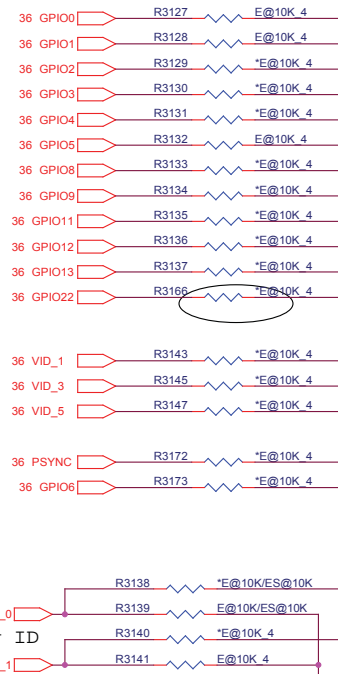 36 GPIO0 R3127 E@10K_4
36 GPIO1 R3128 E@10K_4
36 GPIO2 R3129 *E@10K_4
36 GPIO3 R3130 *E@10K_4
36 GPIO4 R3131 *E@10K_4
36 GPIO5 R3132 E@10K_4
36 GPIO8 R3133 *E@10K_4
36 GPIO9 R3134 *E@10K_4
36 GPIO11 R3135 *E@10K_4
36 GPIO12 R3136 *E@10K_4
36 GPIO13 R3137 *E@10K_4
36 GPIO22 R3166 *E@10K_4
36 VID_1 R3143 *E@10K_4
36 VID_3 R3145 *E@10K_4
36 VID_5 R3147 *E@10K_4
36 PSYNC R3172 *E@10K_4
36 GPIO6 R3173 *E@10K_4
R3138 *E@10K/ES@10K
_0 R3139 E@10K/ES@10K
ID R3140 *E@10K_4
_1 R3141 E@10K_4